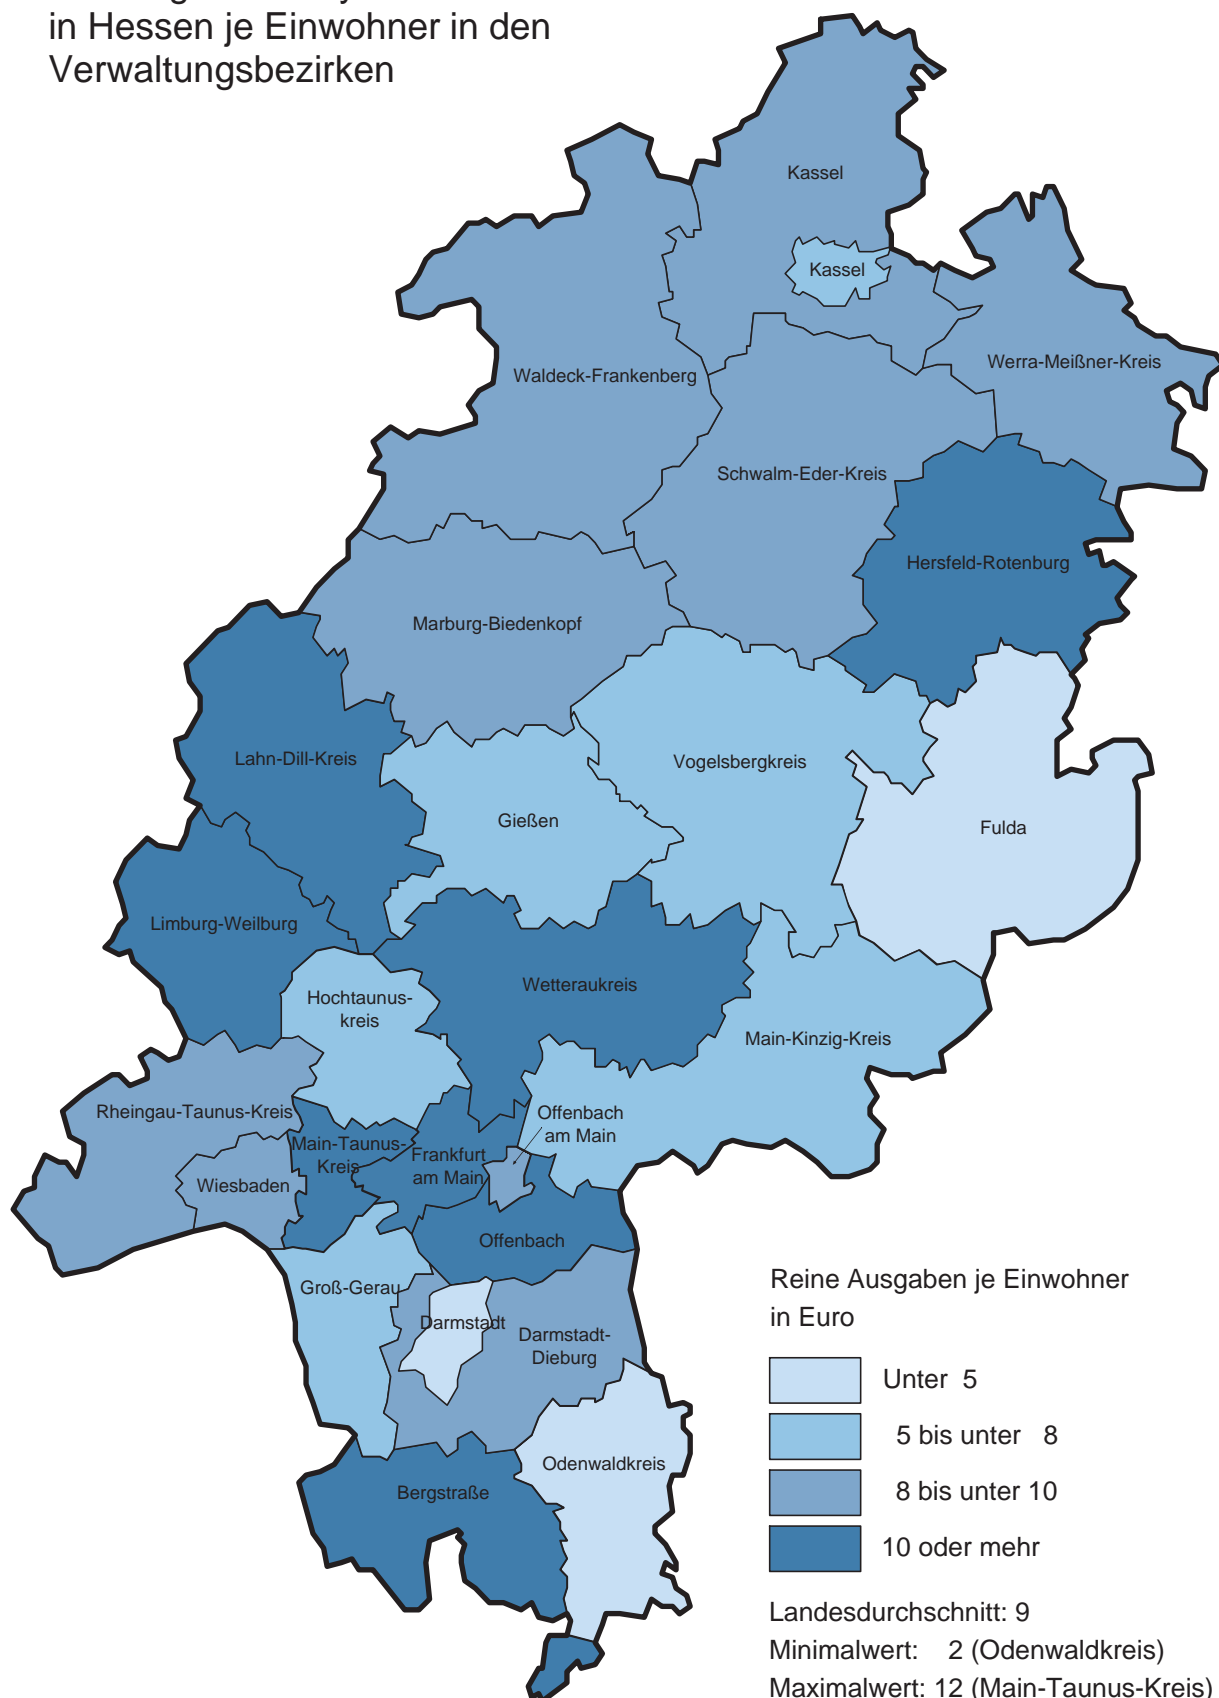 in Hessen je Einwohner in den
Verwaltungsbezirken
Kassel
Kassel
Werra-Meißner-Kreis
Waldeck-Frankenberg
Schwalm-Eder-Kreis
Hersfeld-Rotenburg
Marburg-Biedenkopf
Lahn-Dill-Kreis
Vogelsbergkreis
Gießen
Fulda
Limburg-Weilburg
Wetteraukreis
Hochtaunus-
kreis
Main-Kinzig-Kreis
Rheingau-Taunus-Kreis
Offenbach
am Main
Main-Taunus-
Kreis
Frankfurt
am Main
Wiesbaden
Offenbach
Groß-Gerau
Darmstadt
Darmstadt-
Dieburg
Odenwaldkreis
Bergstraße
Reine Ausgaben je Einwohner
in Euro
Unter 5
5 bis unter 8
8 bis unter 10
10 oder mehr
Landesdurchschnitt: 9
Minimalwert: 2 (Odenwaldkreis)
Maximalwert: 12 (Main-Taunus-Kreis)